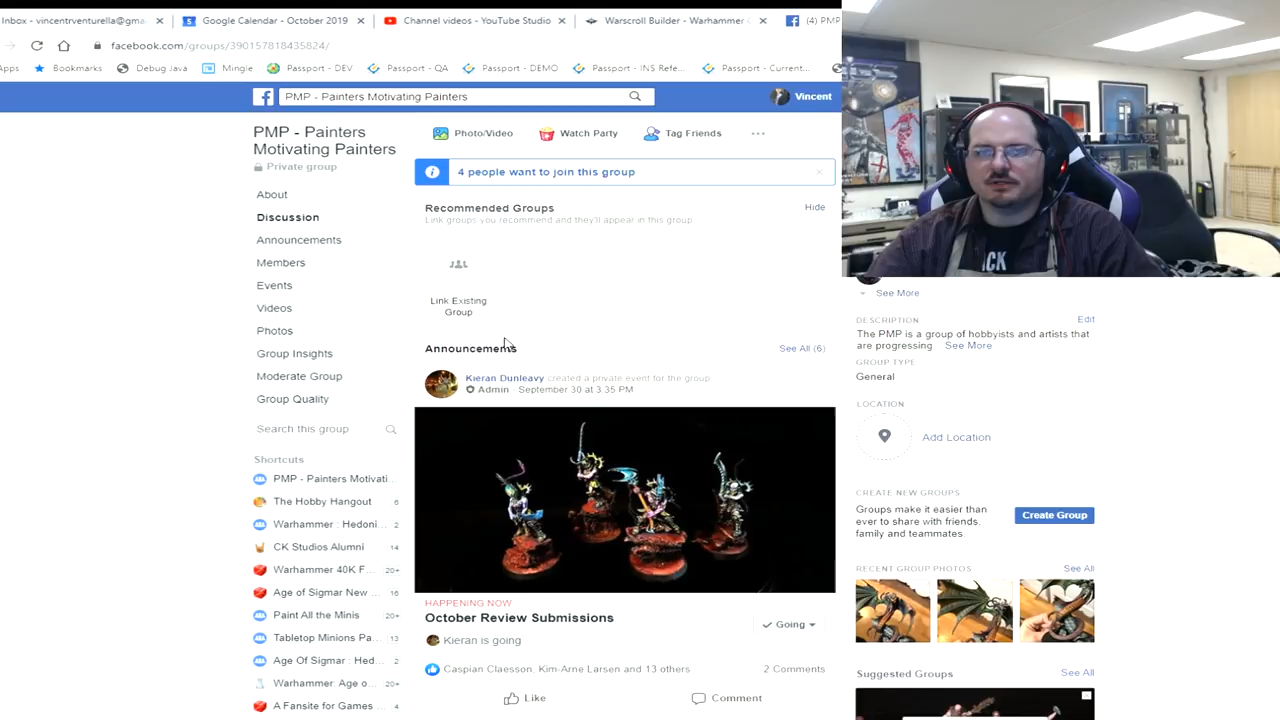 Inbox - vincentrventurella@gma
Google Calendar - October 2019
Channel videos - YouTube Studio
Warscroll Builder - Warhammer
(4) PMP
facebook.com/groups/390157818435824/
Apps
Bookmarks
Debug Java
Mingle
Passport - DEV
Passport - QA
Passport - DEMO
Passport - INS Refe...
Passport - Current...
PMP - Painters Motivating Painters
Vincent
PMP - Painters
Motivating Painters
Private group
About
Discussion
Announcements
Members
Events
Videos
Photos
Group Insights
Moderate Group
Group Quality
Search this group
Shortcuts
PMP - Painters Motivati...
The Hobby Hangout 6
Warhammer : Hedoni... 2
CK Studios Alumni 14
Warhammer 40K F... 20+
Age of Sigmar New ... 16
Paint All the Minis 20+
Tabletop Minions Pa... 13
Age Of Sigmar : Hed... 2
Warhammer: Age o... 20+
A Fansite for Games ... 4
Photo/Video
Watch Party
Tag Friends
4 people want to join this group
Recommended Groups
Hide
Link groups you recommend and they'll appear in this group
Link Existing
Group
Announcements
See All (6)
Kieran Dunleavy created a private event for the group
Admin · September 30 at 3:35 PM
HAPPENING NOW
October Review Submissions
Going
Kieran is going
Caspian Claesson, Kim-Arne Larsen and 13 others
2 Comments
Like
Comment
See More
DESCRIPTION
Edit
The PMP is a group of hobbyists and artists that
are progressing
See More
GROUP TYPE
General
LOCATION
Add Location
CREATE NEW GROUPS
Groups make it easier than
ever to share with friends,
family and teammates
Create Group
RECENT GROUP PHOTOS
See All
SUGGESTED GROUPS
See All